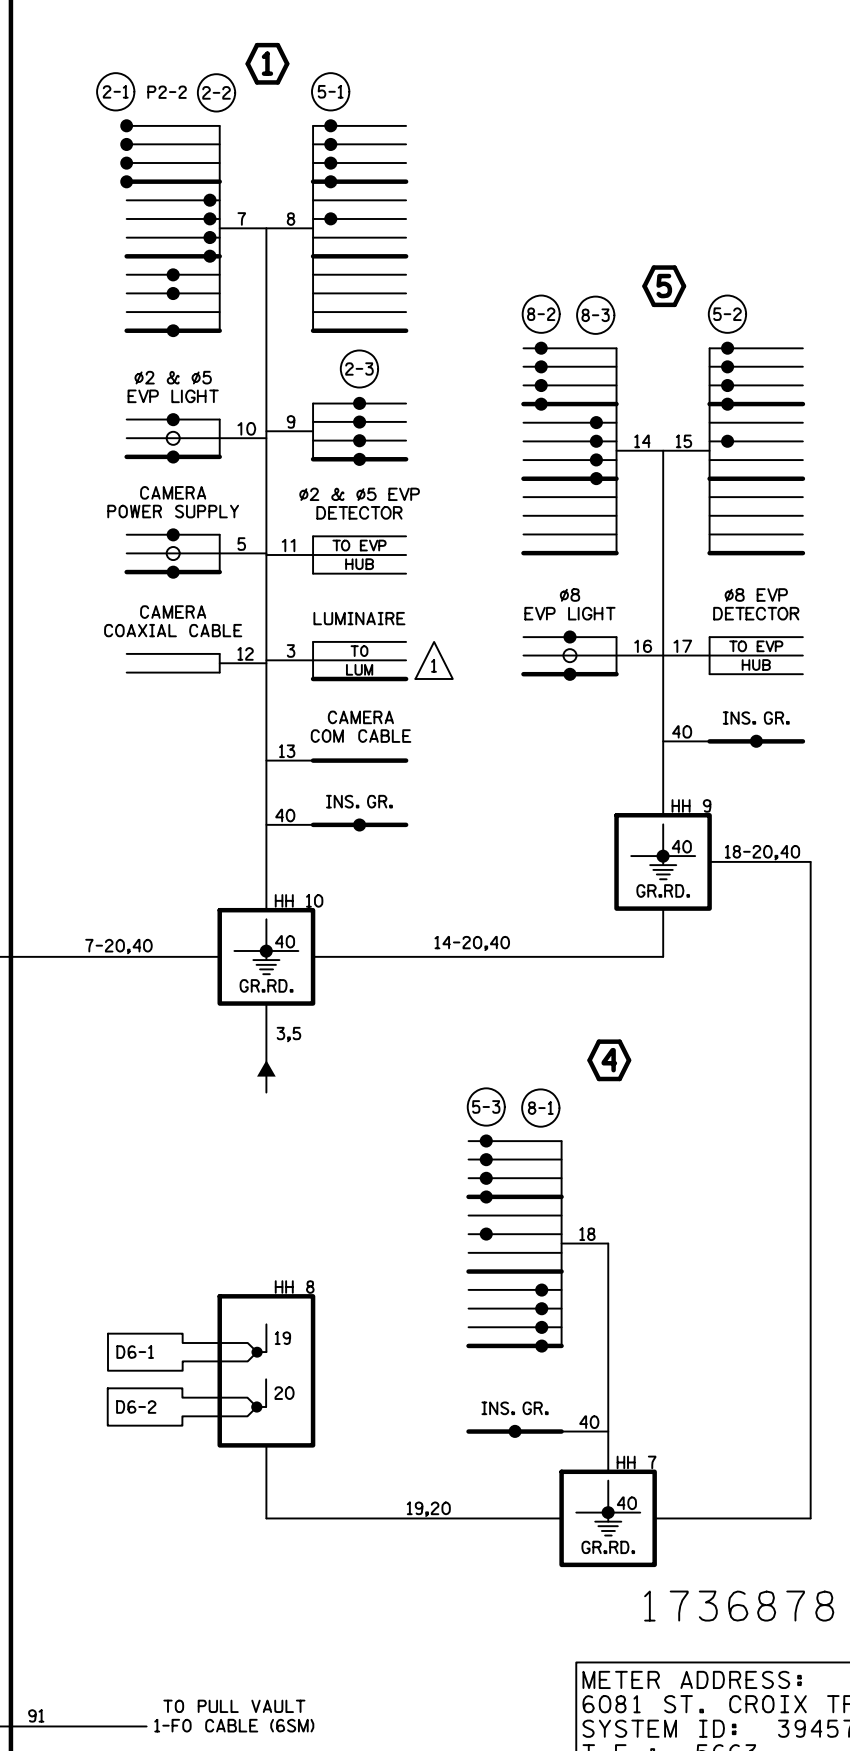 1
2-1 P2-2 2-2 5-1
7 8
5
8-2 8-3 5-2
2-3
ø2 & ø5
EVP LIGHT
10 9
14 15
CAMERA
POWER SUPPLY
ø2 & ø5 EVP
DETECTOR
5 11 TO EVP
HUB
ø8
EVP LIGHT
ø8 EVP
DETECTOR
CAMERA
COAXIAL CABLE
LUMINAIRE
12 3 TO
LUM
1
16 17 TO EVP
HUB
CAMERA
COM CABLE
13
INS. GR.
40
INS. GR.
40
HH 9
40
GR.RD.
18-20,40
HH 10
7-20,40
40
GR.RD.
14-20,40
3,5
4
5-3 8-1
18
HH 8
D6-1 19
D6-2 20
INS. GR.
40
HH 7
19,20
40
GR.RD.
1736878
METER ADDRESS:
6081 ST. CROIX
91 TO PULL VAULT
1-FO CABLE (6SM)
SYSTEM ID: 39457